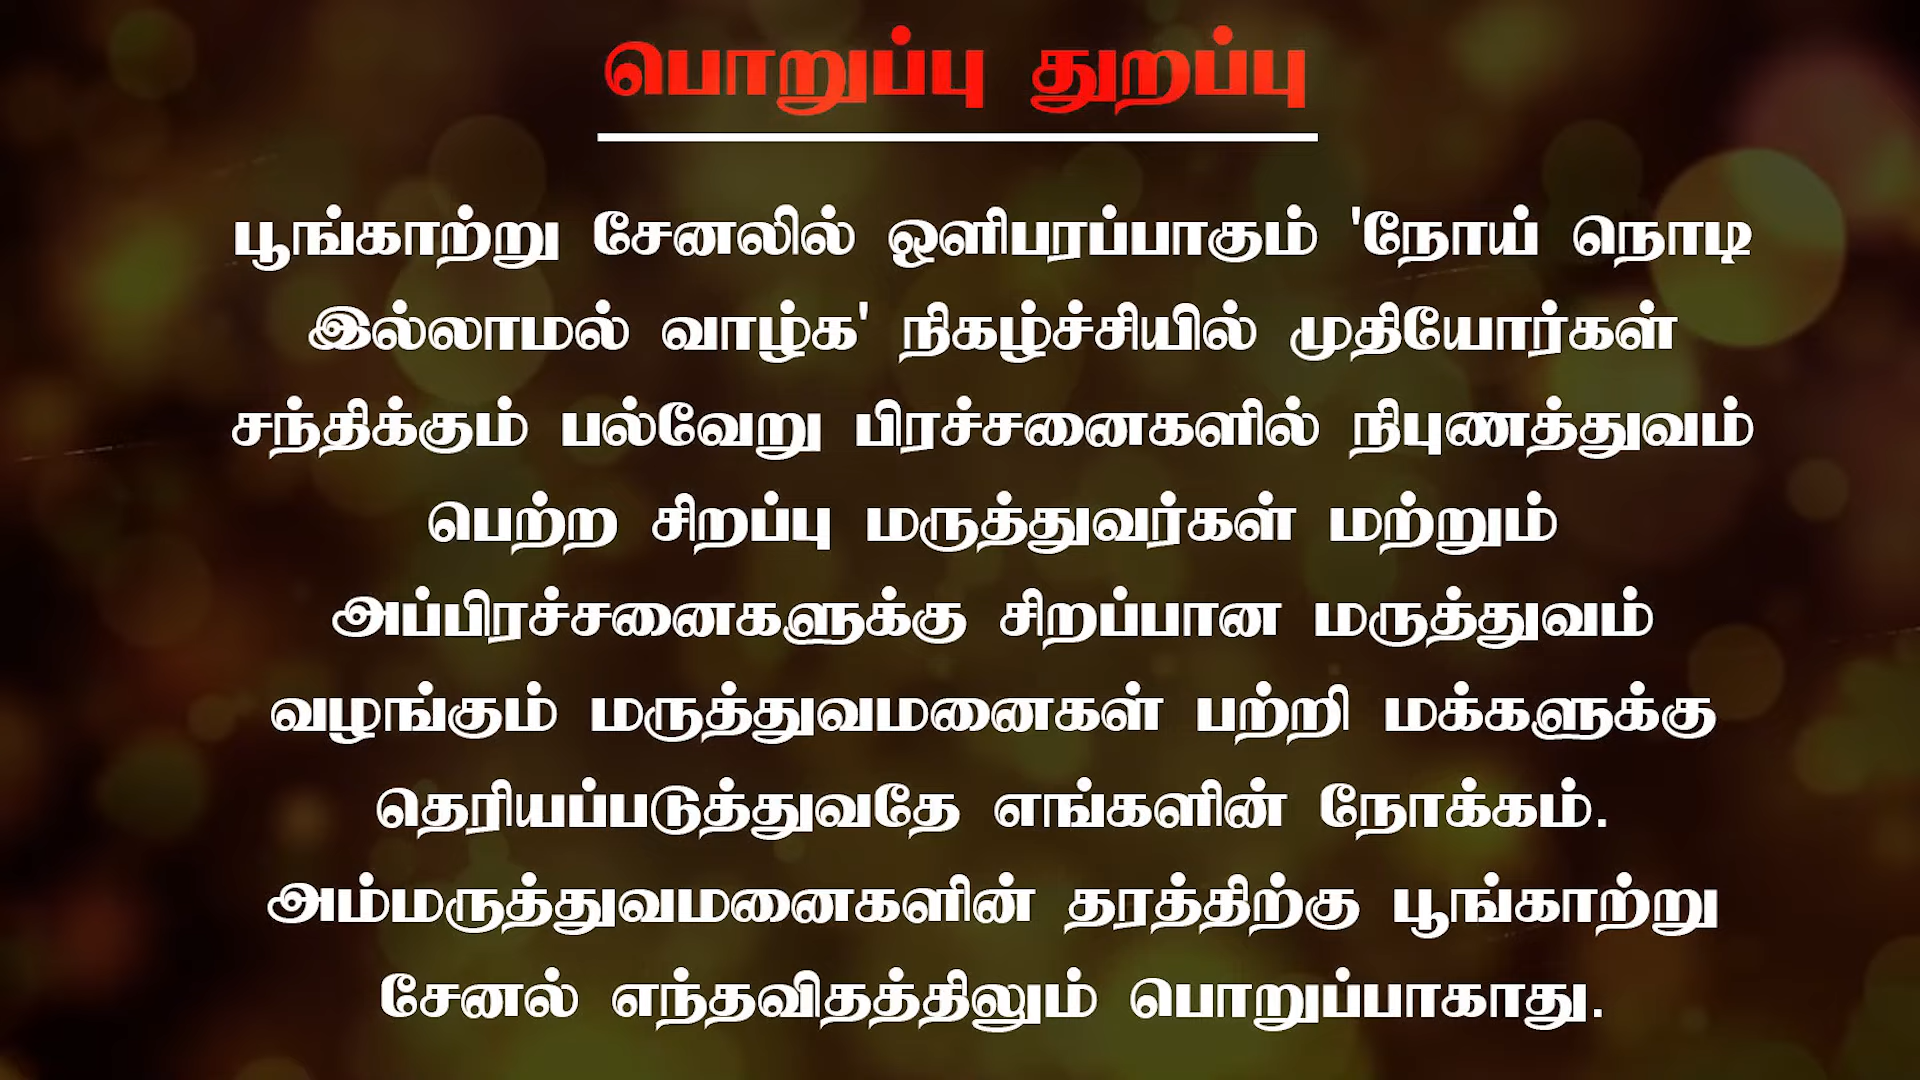 பொறுப்பு துறப்பு
பூங்காற்று சேனலில் ஒளிபரப்பாகும் 'நோய் நொடி
இல்லாமல் வாழ்க' நிகழ்ச்சியில் முதியோர்கள்
சந்திக்கும் பல்வேறு பிரச்சனைகளில் நிபுணத்துவம்
பெற்ற சிறப்பு மருத்துவர்கள் மற்றும்
அப்பிரச்சனைகளுக்கு சிறப்பான மருத்துவம்
வழங்கும் மருத்துவமனைகள் பற்றி மக்களுக்கு
தெரியப்படுத்துவதே எங்களின் நோக்கம்.
அம்மருத்துவமனைகளின் தரத்திற்கு பூங்காற்று
சேனல் எந்தவிதத்திலும் பொறுப்பாகாது.